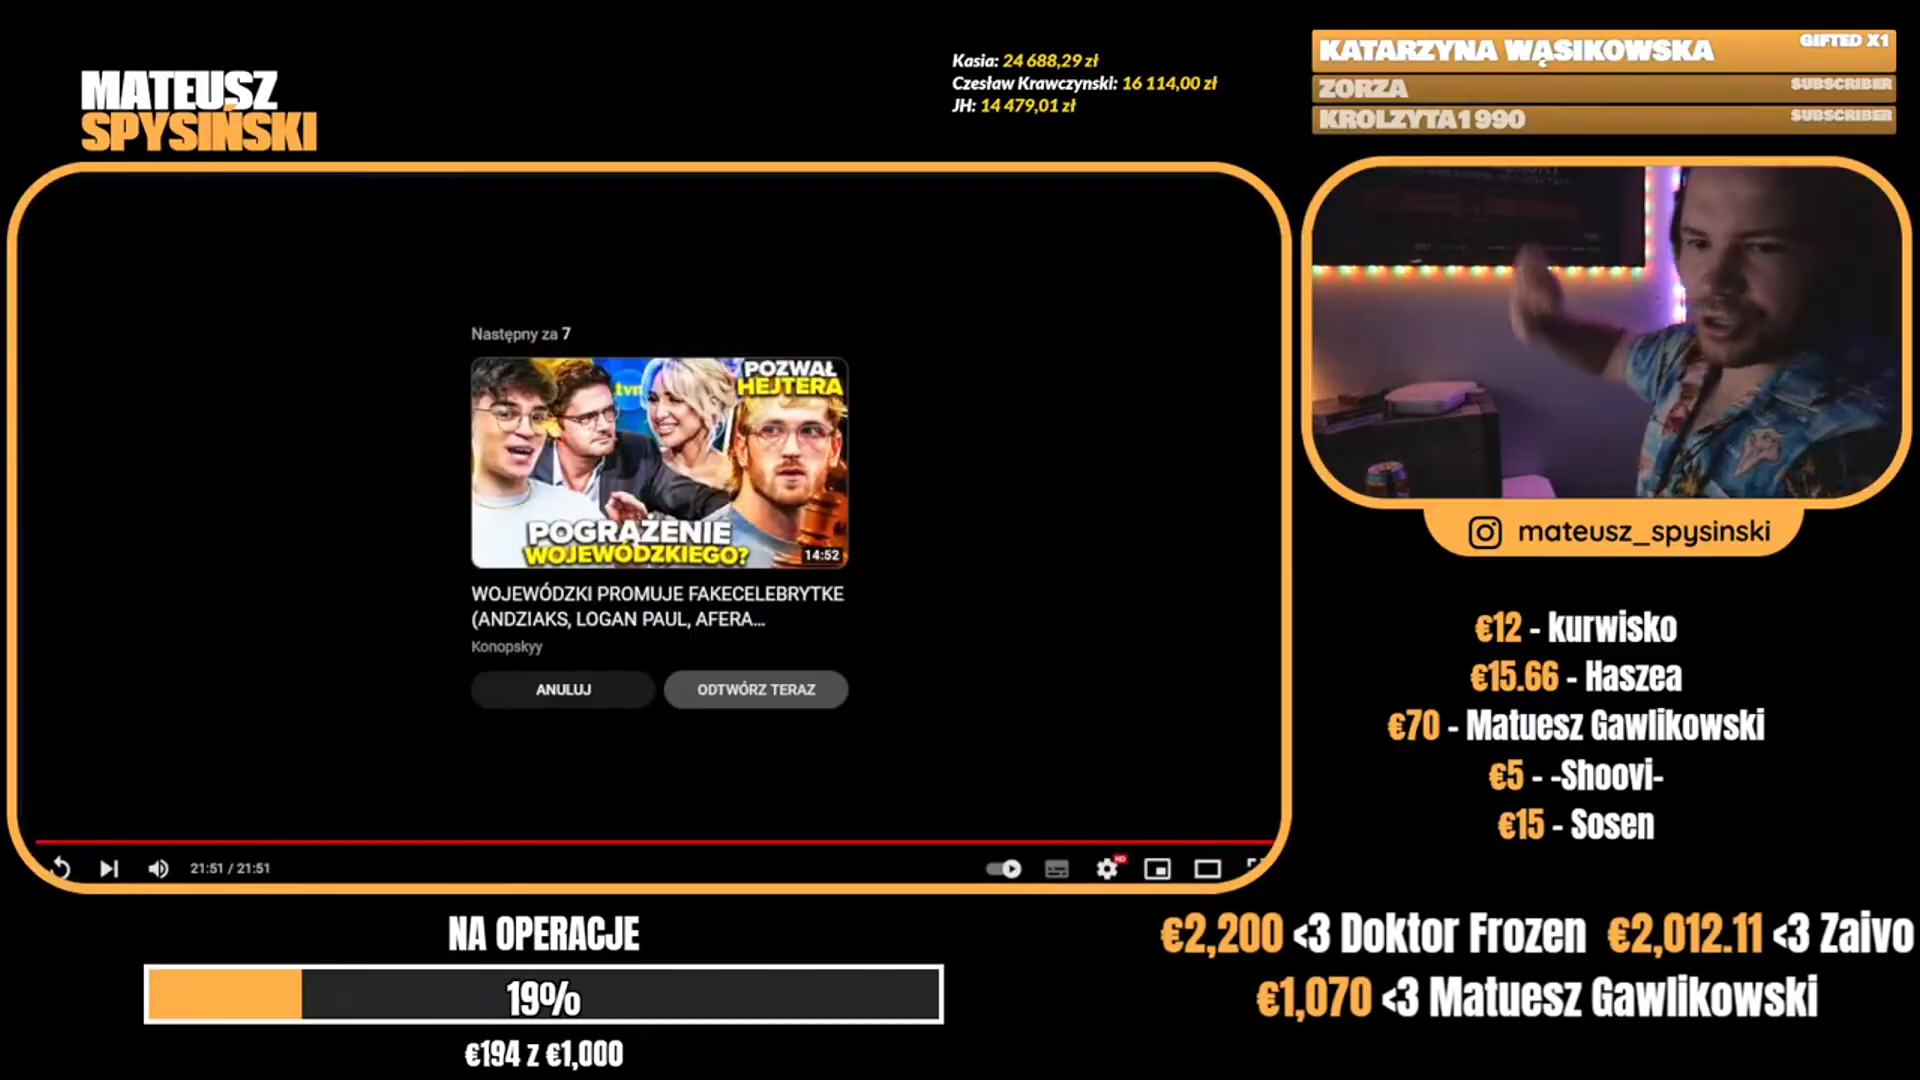 MATEUSZ
SPYSIŃSKI
Kasia: 24 688,29 zł
Czesław Krawczynski: 16 114,00 zł
JH: 14 479,01 zł
KATARZYNA WĄSIKOWSKA GIFTED X1
ZORZA SUBSCRIBER
KROLZYTA1990 SUBSCRIBER
Następny za 7
tvn
POZWAŁ
HEJTERA
POGRĄŻENIE
WOJEWÓDZKIEGO?
14:52
WOJEWÓDZKI PROMUJE FAKECELEBRYTKE
(ANDZIAKS, LOGAN PAUL, AFERA...
Konopskyy
ANULUJ
ODTWÓRZ TERAZ
21:51 / 21:51
HD
mateusz_spysinski
€12 - kurwisko
€15.66 - Haszea
€70 - Matuesz Gawlikowski
€5 - -Shoovi-
€15 - Sosen
NA OPERACJE
19%
€194 z €1,000
€2,200 <3 Doktor Frozen €2,012.11 <3 Zaivo
€1,070 <3 Matuesz Gawlikowski